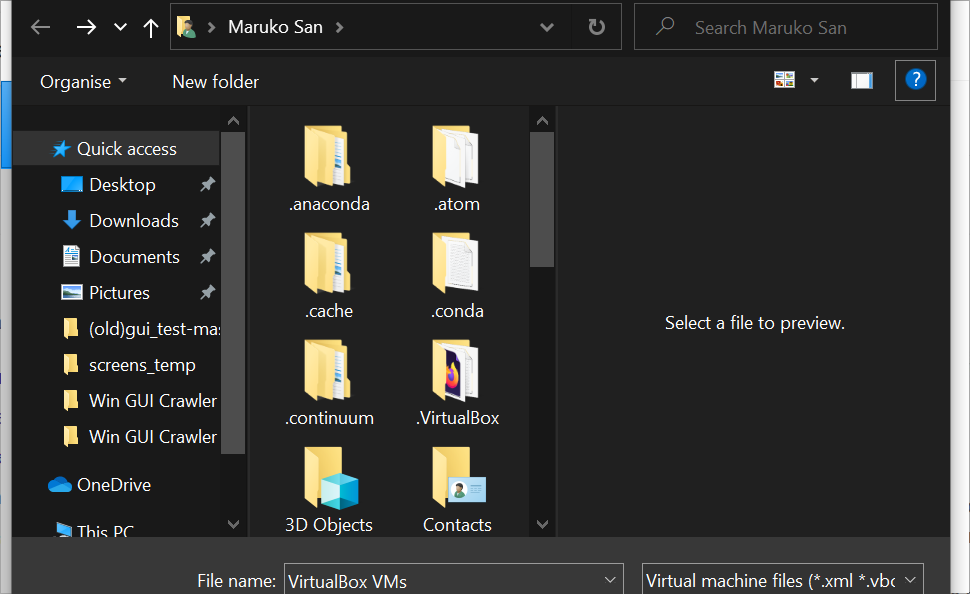 Maruko San
Search Maruko San
Organise
New folder
?
Quick access
Desktop
Downloads
Documents
Pictures
(old)gui_test-mas
screens_temp
Win GUI Crawler
Win GUI Crawler
OneDrive
This PC
.anaconda
.atom
.cache
.conda
.continuum
.VirtualBox
3D Objects
Contacts
Select a file to preview.
File name:
VirtualBox VMs
Virtual machine files (*.xml *.vbo